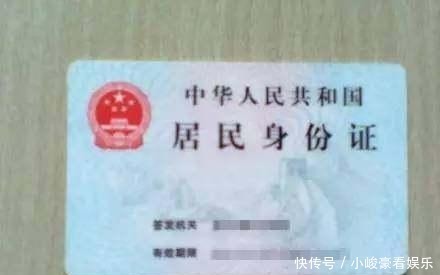 中华人民共和国
居民身份证
签发机关
有效期限
快传号／小峻豪看娱乐